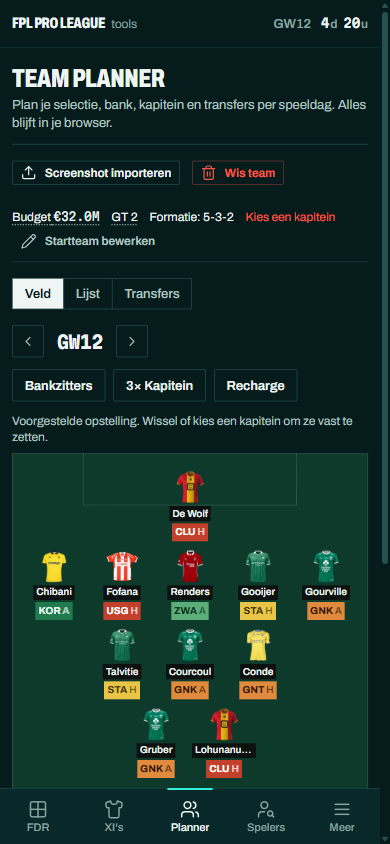 FPL PRO LEAGUE tools GW12 4d 20u
TEAM PLANNER
Plan je selectie, bank, kapitein en transfers per speeldag. Alles
blijft in je browser.
Screenshot importeren Wis team
Budget €32.0M GT 2 Formatie: 5-3-2 Kies een kapitein
Startteam bewerken
Veld Lijst Transfers
GW12
Bankzitters 3× Kapitein Recharge
Voorgestelde opstelling. Wissel of kies een kapitein om ze vast te
zetten.
De Wolf
CLU H
Chibani Fofana Renders Gooijer Gourville
KOR A USG H ZWA A STA H GNK A
Talvitie Courcoul Conde
STA H GNK A GNT H
Gruber Lohunanu...
GNK A CLU H
FDR XI's Planner Spelers Meer